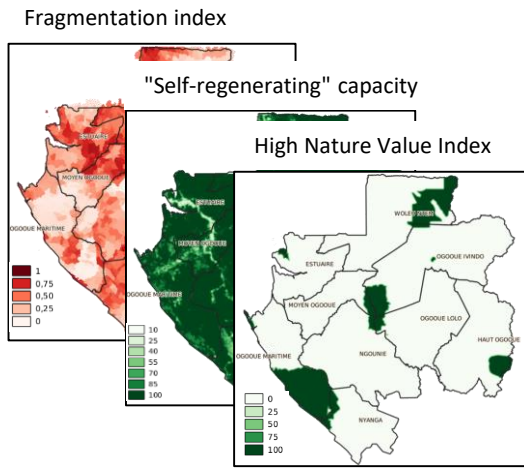 Fragmentation index
ESTUAIRE
MOYEN OGOOUE
OGOOUE MARITIME
1
0,75
0,50
0,25
0
"Self-regenerating" capacity
ESTUAIRE
MOYEN OGOOUE
OGOOUE MARITIME
10
25
40
55
70
85
100
High Nature Value Index
WOLEU NTEM
ESTUAIRE
OGOOUE IVINDO
MOYEN OGOOUE
OGOOUE LOLO
HAUT OGOOUE
OGOOUE MARITIME
NGOUNIE
NYANGA
0
25
50
75
100